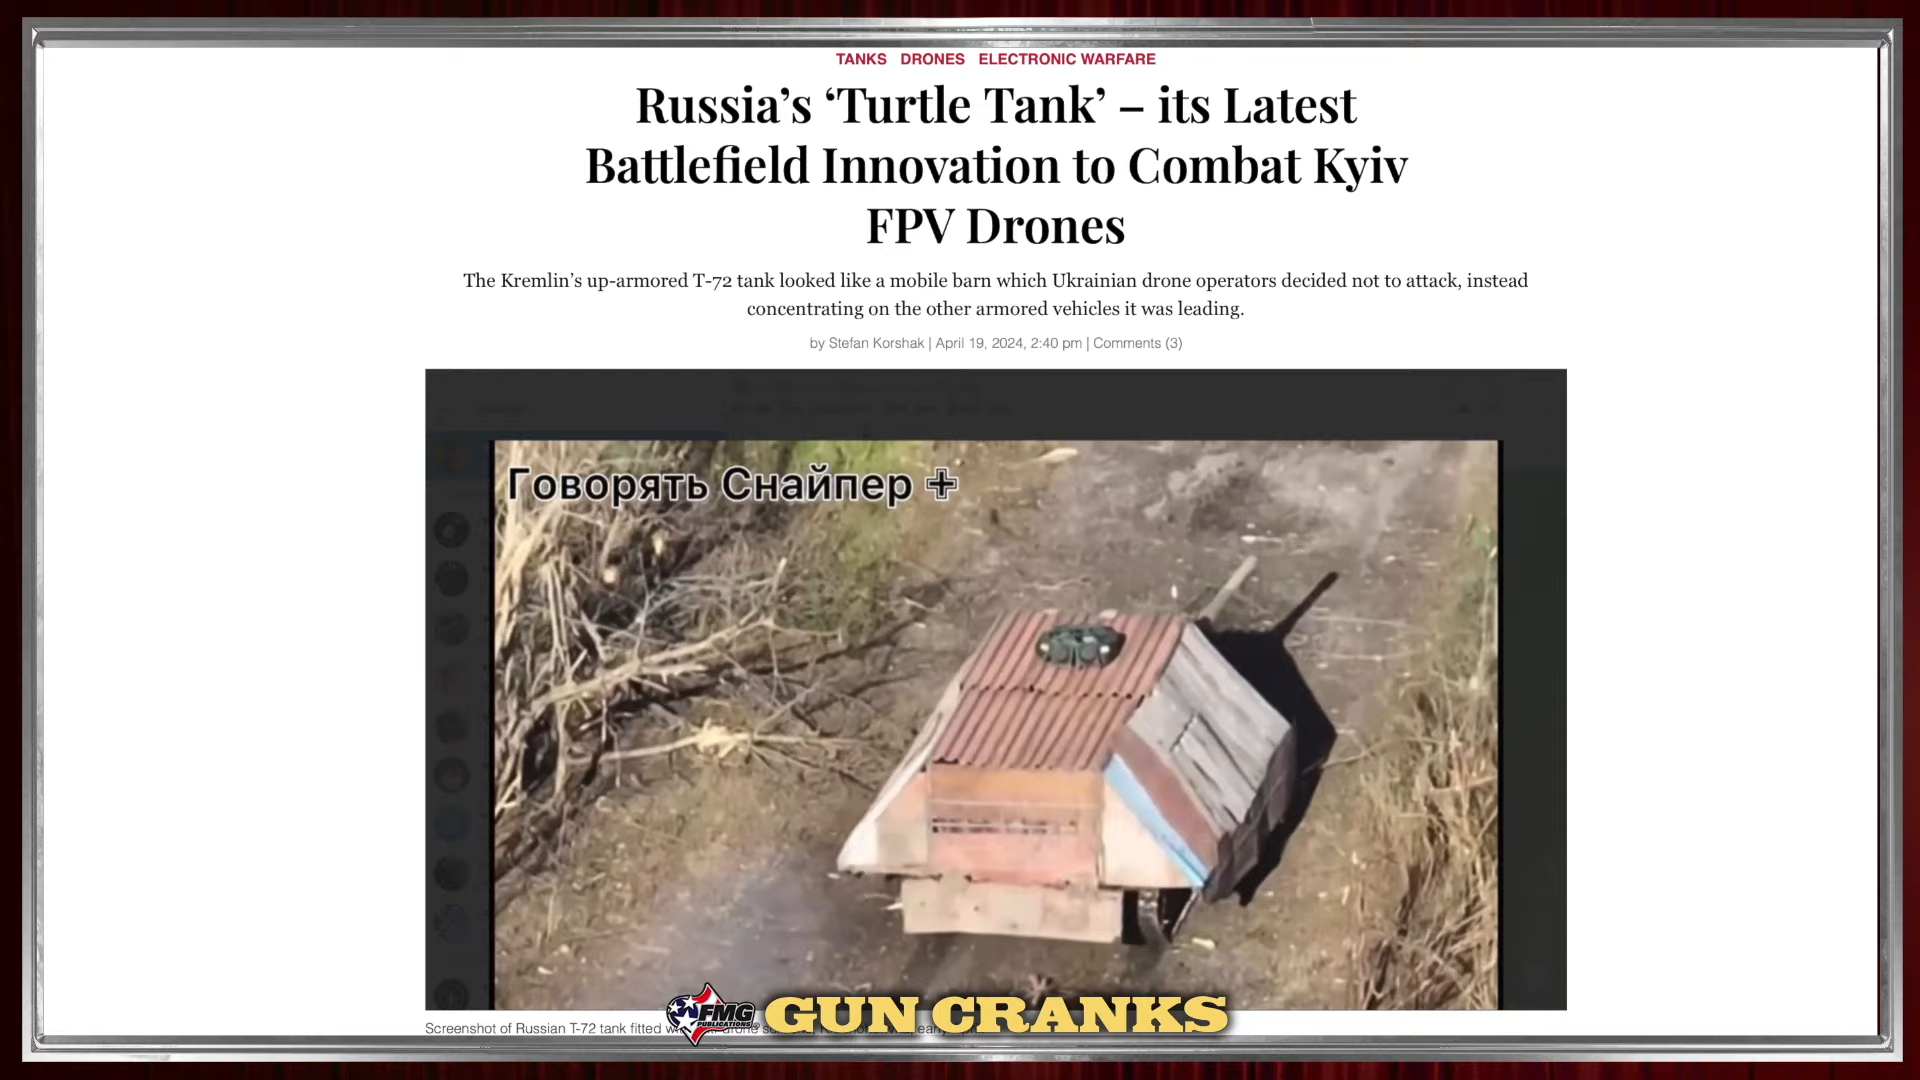 TANKS DRONES ELECTRONIC WARFARE
Russia’s ‘Turtle Tank’ – its Latest
Battlefield Innovation to Combat Kyiv
FPV Drones
The Kremlin’s up-armored T-72 tank looked like a mobile barn which Ukrainian drone operators decided not to attack, instead
concentrating on the other armored vehicles it was leading.
by Stefan Korshak | April 19, 2024, 2:40 pm | Comments (3)
Говорять Снайпер +
FMG
PUBLICATIONS
GUN CRANKS
Screenshot of Russian T-72 tank fitted